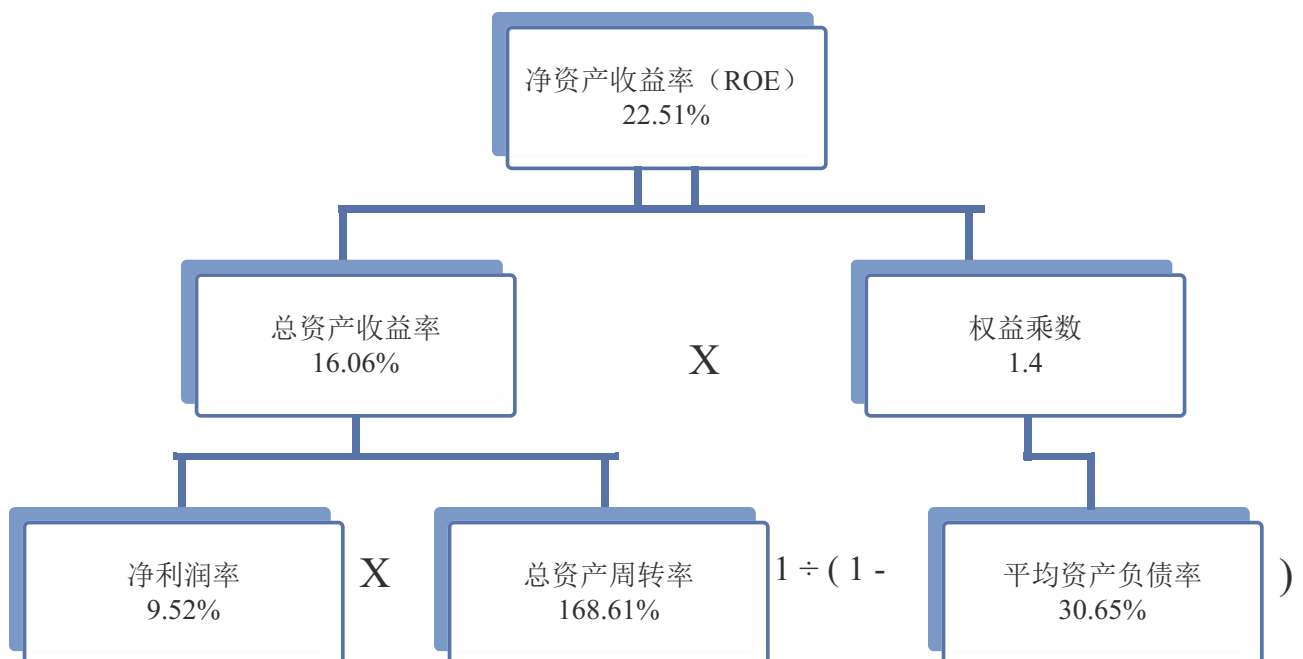 净资产收益率（ROE）
22.51%
总资产收益率
16.06%
X
权益乘数
1.4
净利润率
9.52%
X
总资产周转率
168.61%
1 ÷ ( 1 -
平均资产负债率
30.65%
)